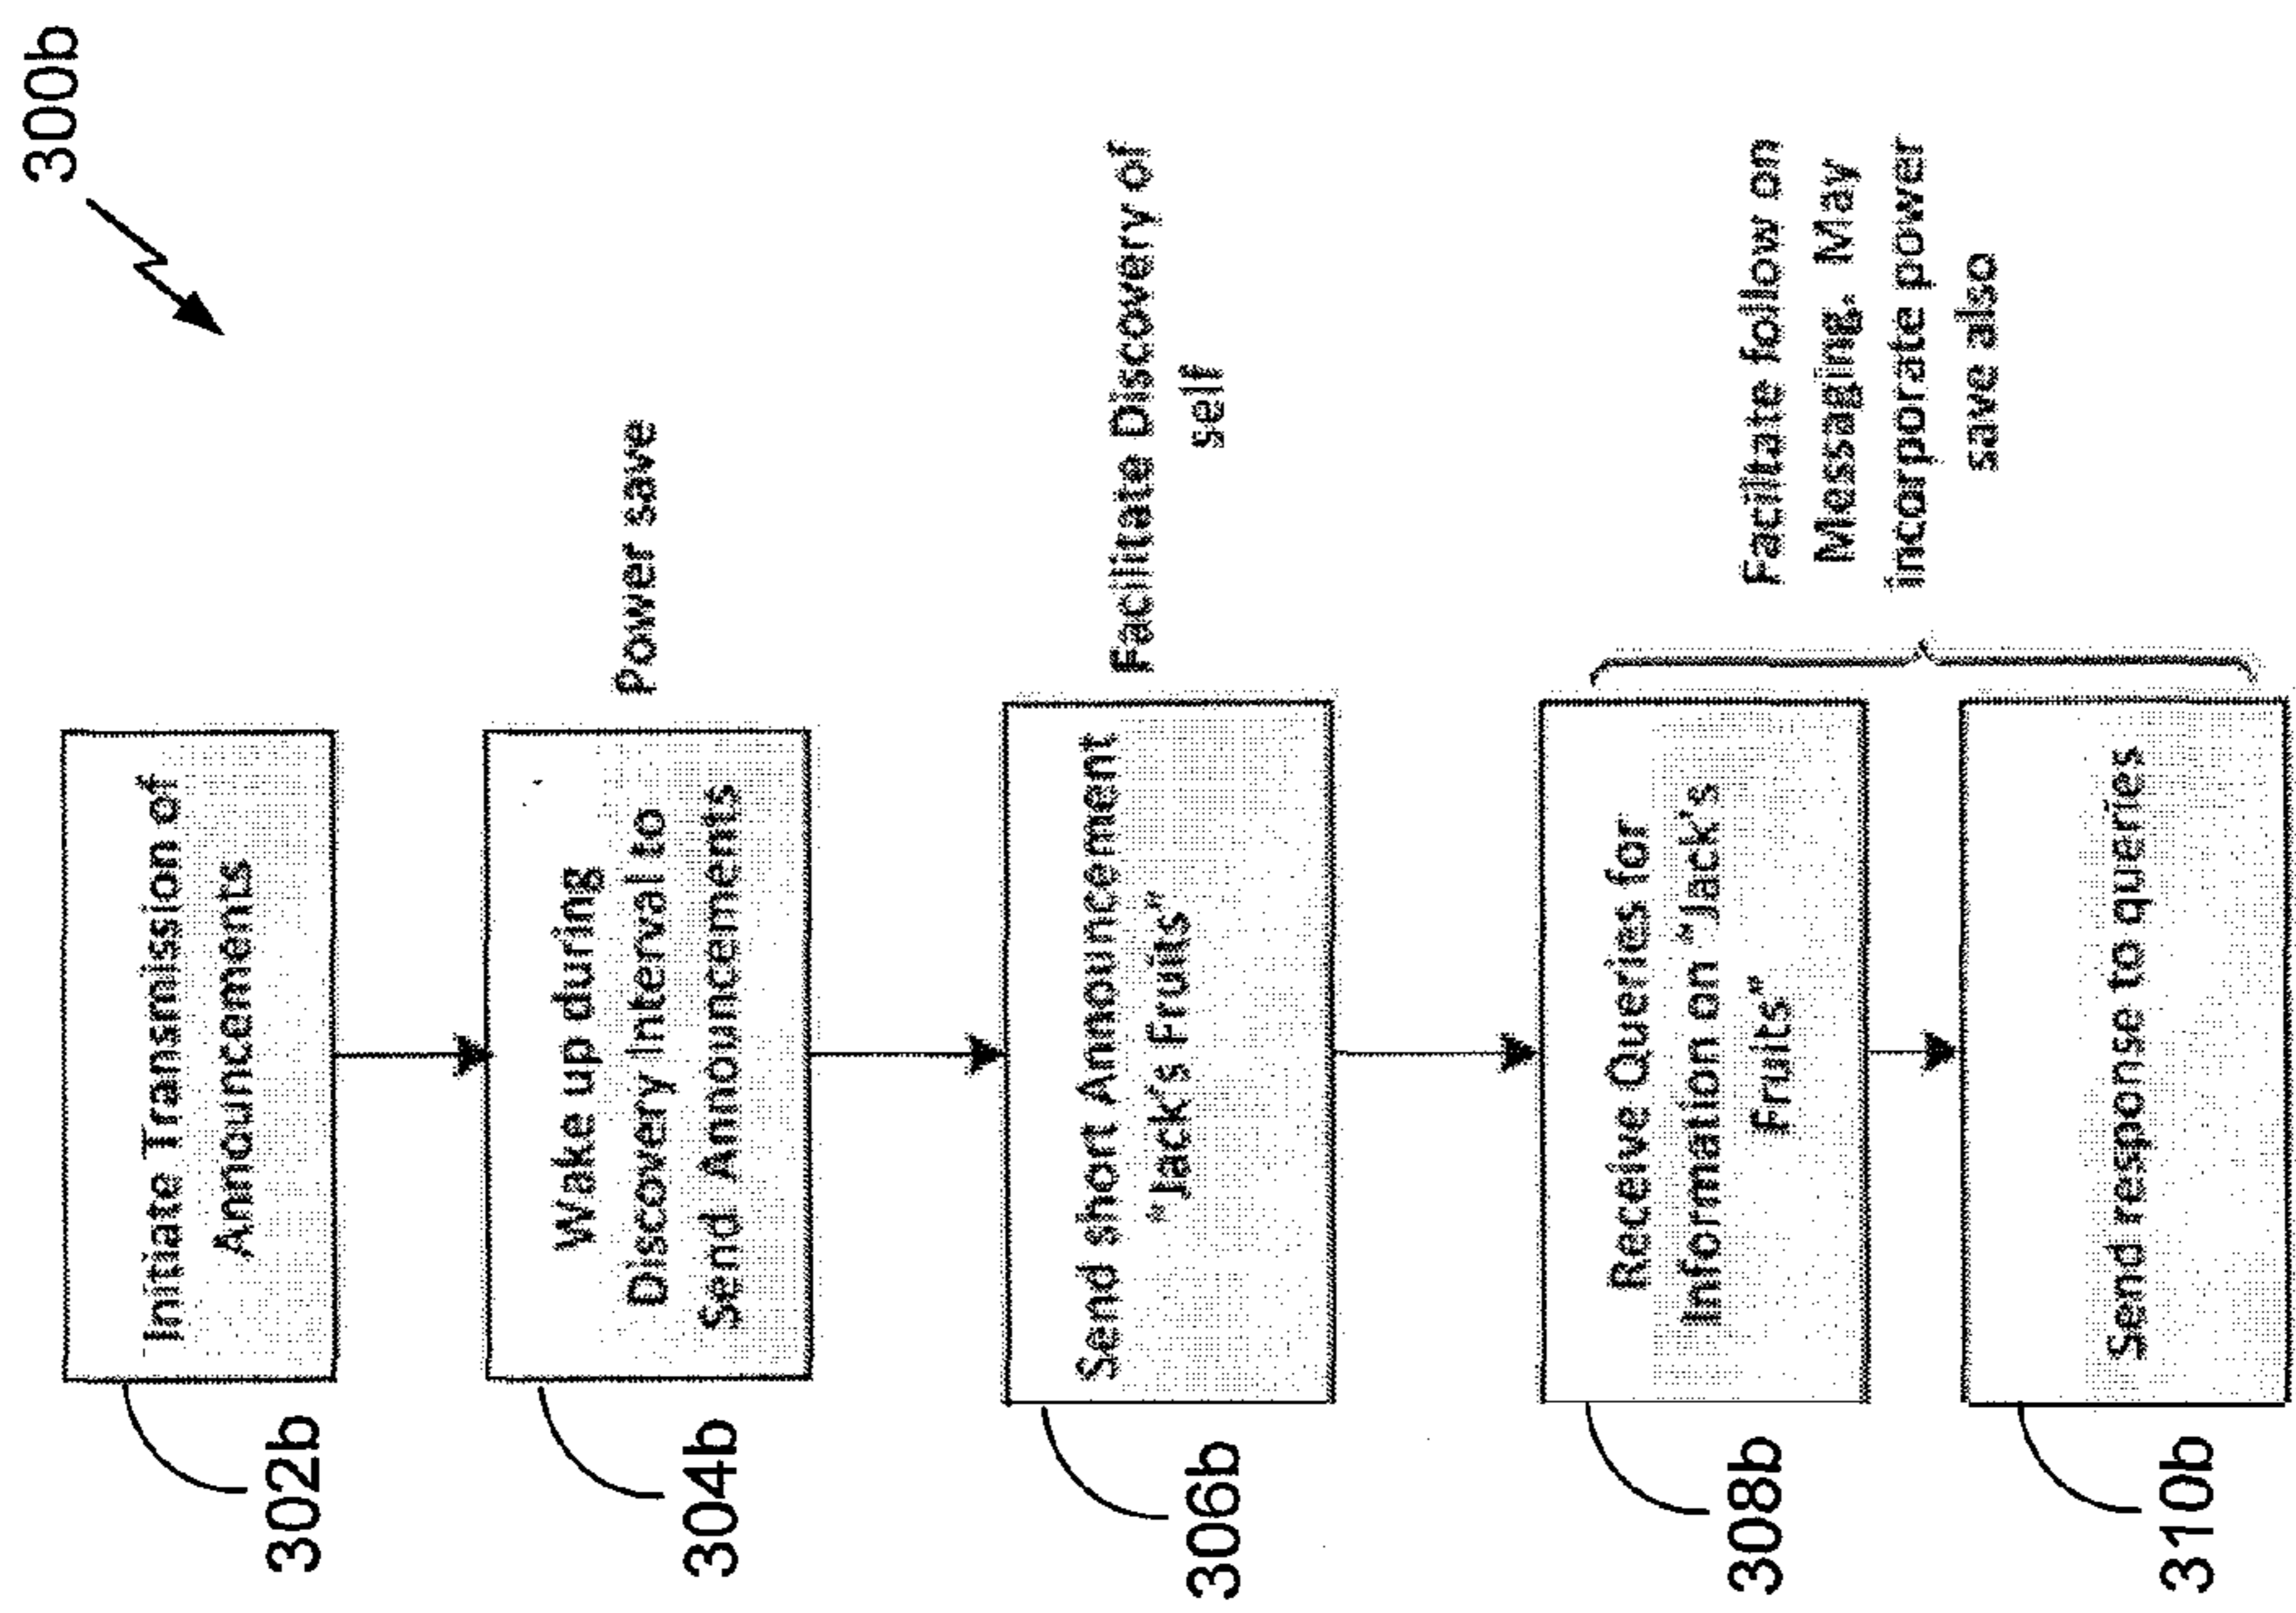 300b
Initiate Transmission of
Announcements
302b
Wake up during
Discovery Interval to
Send Announcements
304b
Power save
Send short Announcement
"Jack's Fruits"
306b
Facilitate Discovery of
self
Receive Queries for
Information on "Jack's
Fruits"
308b
Send response to queries
310b
Facilitate follow on
Messaging. May
incorporate power
save also